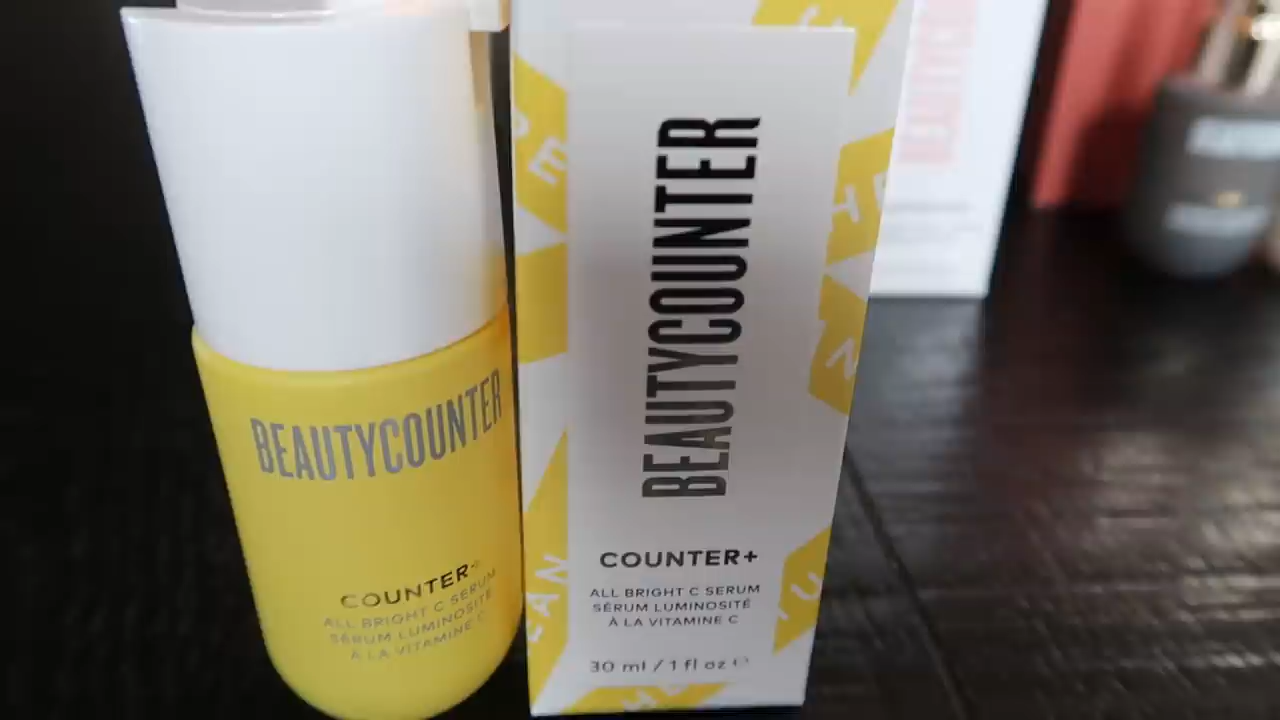 BEAUTYCOUNTER
COUNTER+
ALL BRIGHT C SERUM
SÉRUM LUMINOSITÉ
À LA VITAMINE C
BEAUTYCOUNTER
COUNTER+
ALL BRIGHT C SERUM
SÉRUM LUMINOSITÉ
À LA VITAMINE C
30 ml / 1 fl oz ℮